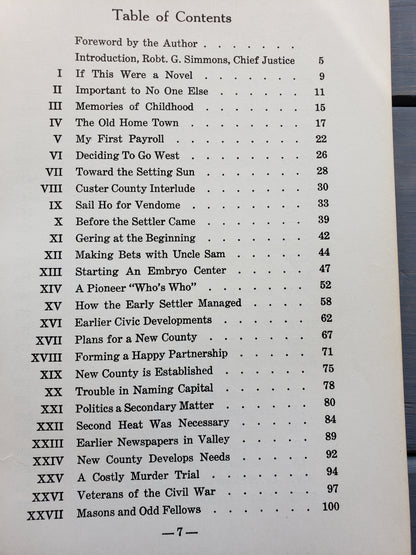 Table of Contents
Foreword by the Author . . . . . .
Introduction, Robt. G. Simmons, Chief Justice 5
I If This Were a Novel . . . . . . . 9
II Important to No One Else . . . . . . 11
III Memories of Childhood . . . . . . . 15
IV The Old Home Town . . . . . . . 17
V My First Payroll . . . . . . . . 22
VI Deciding To Go West . . . . . . . 26
VII Toward the Setting Sun . . . . . . . 28
VIII Custer County Interlude . . . . . . . 30
IX Sail Ho for Vendome . . . . . . . 33
X Before the Settler Came . . . . . . . 39
XI Gering at the Beginning . . . . . . . 42
XII Making Bets with Uncle Sam . . . . . 44
XIII Starting An Embryo Center . . . . . 47
XIV A Pioneer "Who's Who" . . . . . . 52
XV How the Early Settler Managed . . . . 58
XVI Earlier Civic Developments . . . . . 62
XVII Plans for a New County . . . . . . 67
XVIII Forming a Happy Partnership . . . . . 71
XIX New County is Established . . . . . 75
XX Trouble in Naming Capital . . . . . 78
XXI Politics a Secondary Matter . . . . . 80
XXII Second Heat Was Necessary . . . . . 84
XXIII Earlier Newspapers in Valley . . . . . 89
XXIV New County Develops Needs . . . . . 92
XXV A Costly Murder Trial . . . . . . 94
XXVI Veterans of the Civil War . . . . . 97
XXVII Masons and Odd Fellows . . . . . . 100
—7—